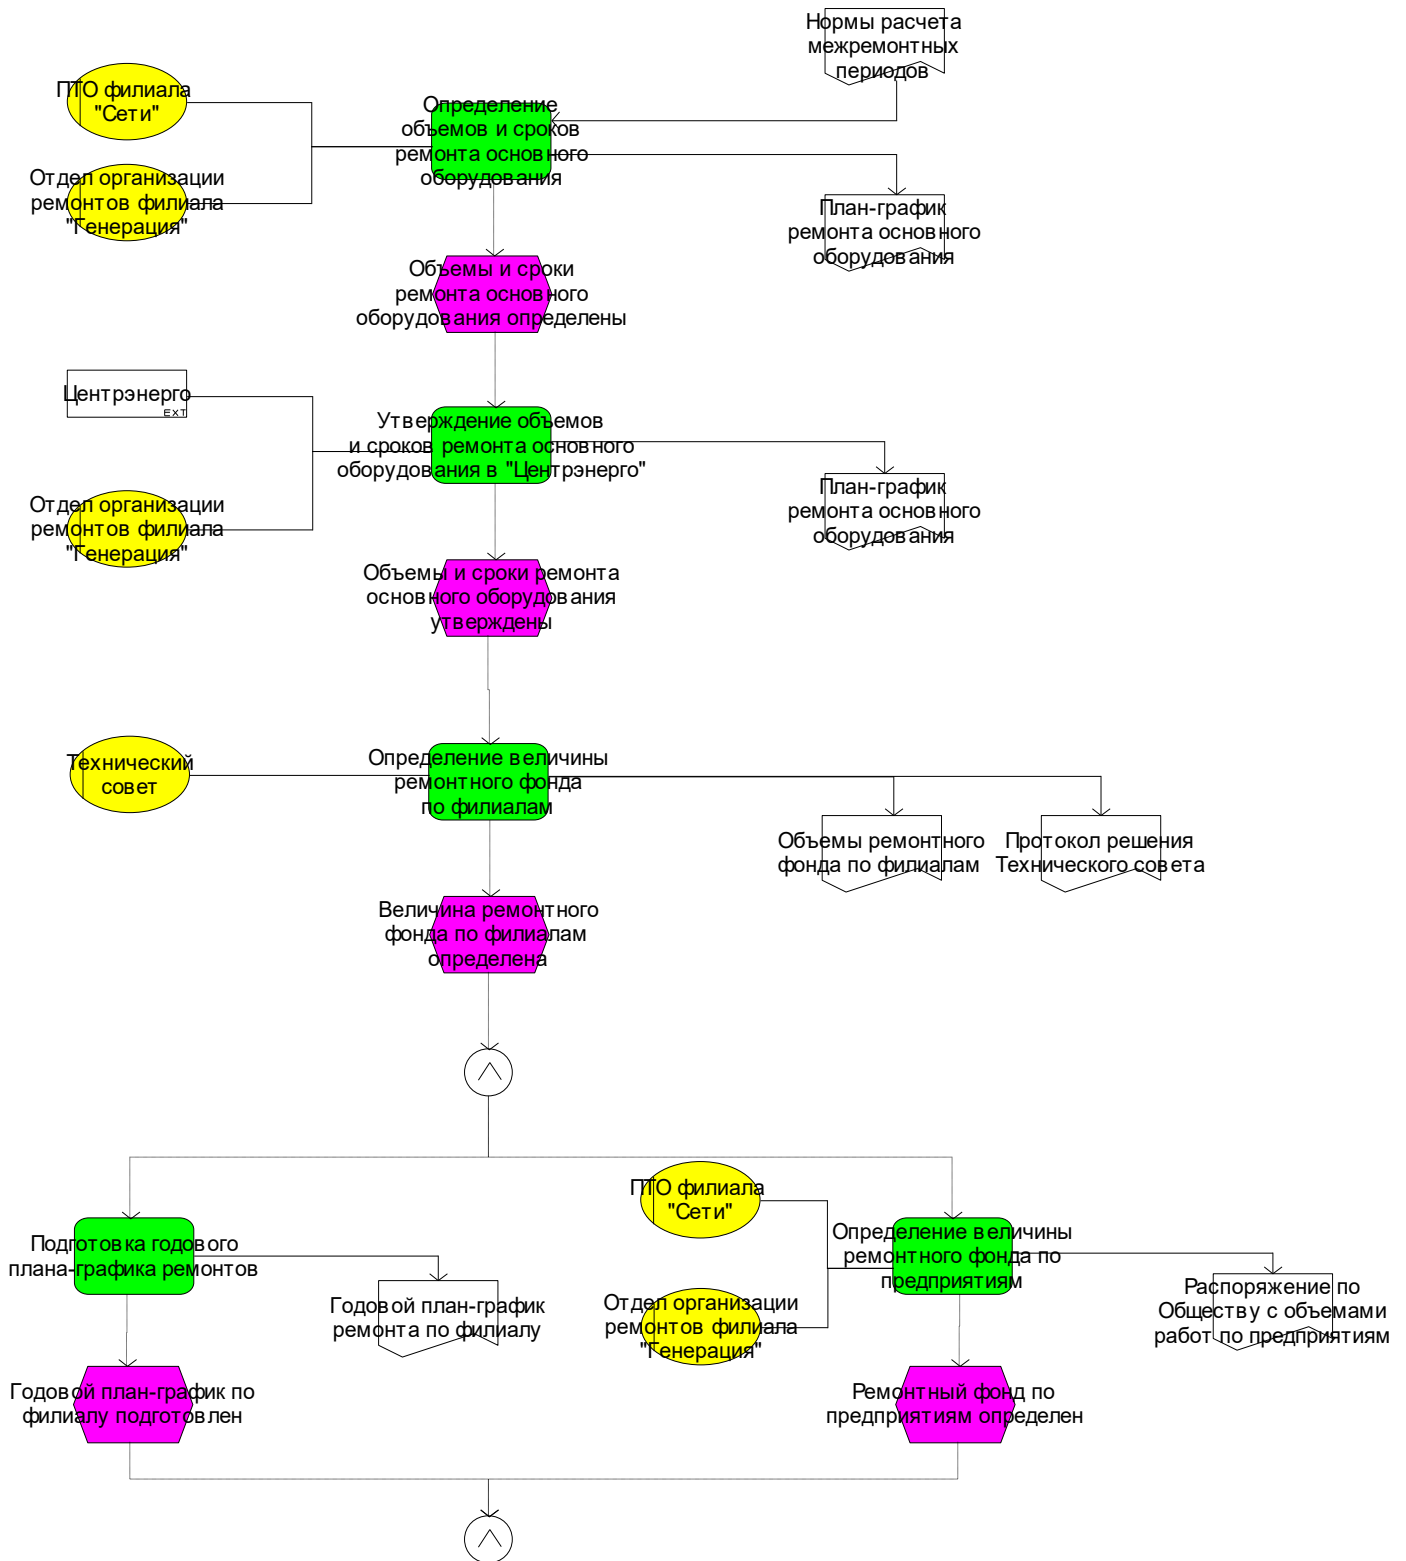 Нормы расчета
межремонтных
периодов
ПТО филиала
"Сети"
Определение
объемов и сроков
ремонта основного
оборудования
Отдел организации
ремонтов филиала
"Генерация"
План-график
ремонта основного
оборудования
Объемы и сроки
ремонта основного
оборудования определены
Центрэнерго
EXT
Утверждение объемов
и сроков ремонта основного
оборудования в "Центрэнерго"
Отдел организации
ремонтов филиала
"Генерация"
План-график
ремонта основного
оборудования
Объемы и сроки ремонта
основного оборудования
утверждены
Технический
совет
Определение величины
ремонтного фонда
по филиалам
Объемы ремонтного
фонда по филиалам
Протокол решения
Технического совета
Величина ремонтного
фонда по филиалам
определена
ПТО филиала
"Сети"
Подготовка годового
плана-графика ремонтов
Определение величины
ремонтного фонда по
предприятиям
Годовой план-график
ремонта по филиалу
Отдел организации
ремонтов филиала
"Генерация"
Распоряжение по
Обществу с объемами
работ по предприятиям
Годовой план-график по
филиалу подготовлен
Ремонтный фонд по
предприятиям определен